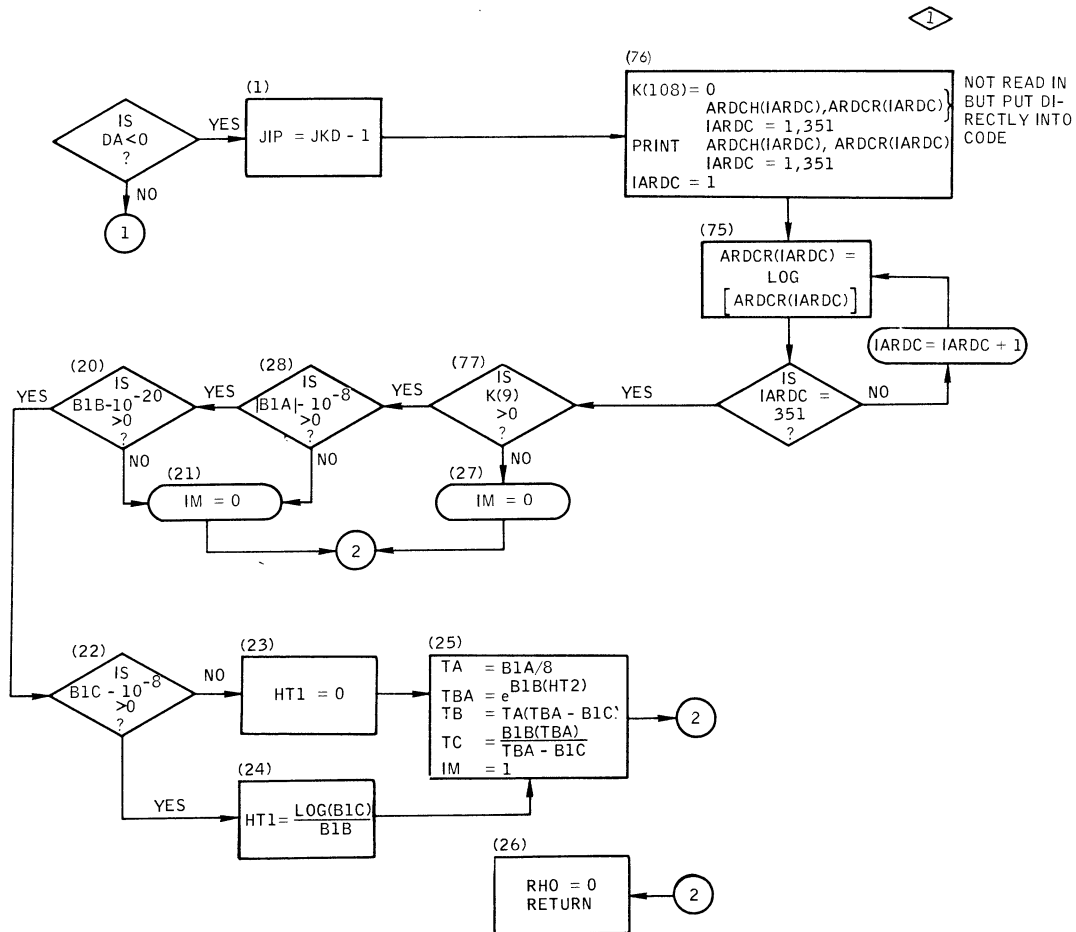 1
IS
DA<0
?
YES
NO
1
(1)
JIP = JKD - 1
(76)
K(108)= 0
ARDCH(IARDC),ARDCR(IARDC)
IARDC = 1,351
PRINT ARDCH(IARDC), ARDCR(IARDC)
IARDC = 1,351
IARDC = 1
NOT READ IN
BUT PUT DI-
RECTLY INTO
CODE
(75)
ARDCR(IARDC) =
LOG
[ARDCR(IARDC)]
IARDC = IARDC + 1
IS
IARDC =
351
?
NO
YES
(77)
IS
K(9)
>0
?
YES
NO
(28)
IS
|B1A| - 10^-8
>0
?
YES
NO
(20)
IS
B1B-10^-20
>0
?
YES
NO
(21)
IM = 0
(27)
IM = 0
2
(22)
IS
B1C - 10^-8
>0
?
NO
YES
(23)
HT1 = 0
(24)
HT1= LOG(B1C)
B1B
(25)
TA = B1A/8
TBA = e^B1B(HT2)
TB = TA(TBA - B1C)
TC = B1B(TBA)
TBA - B1C
IM = 1
2
(26)
RHO = 0
RETURN
2